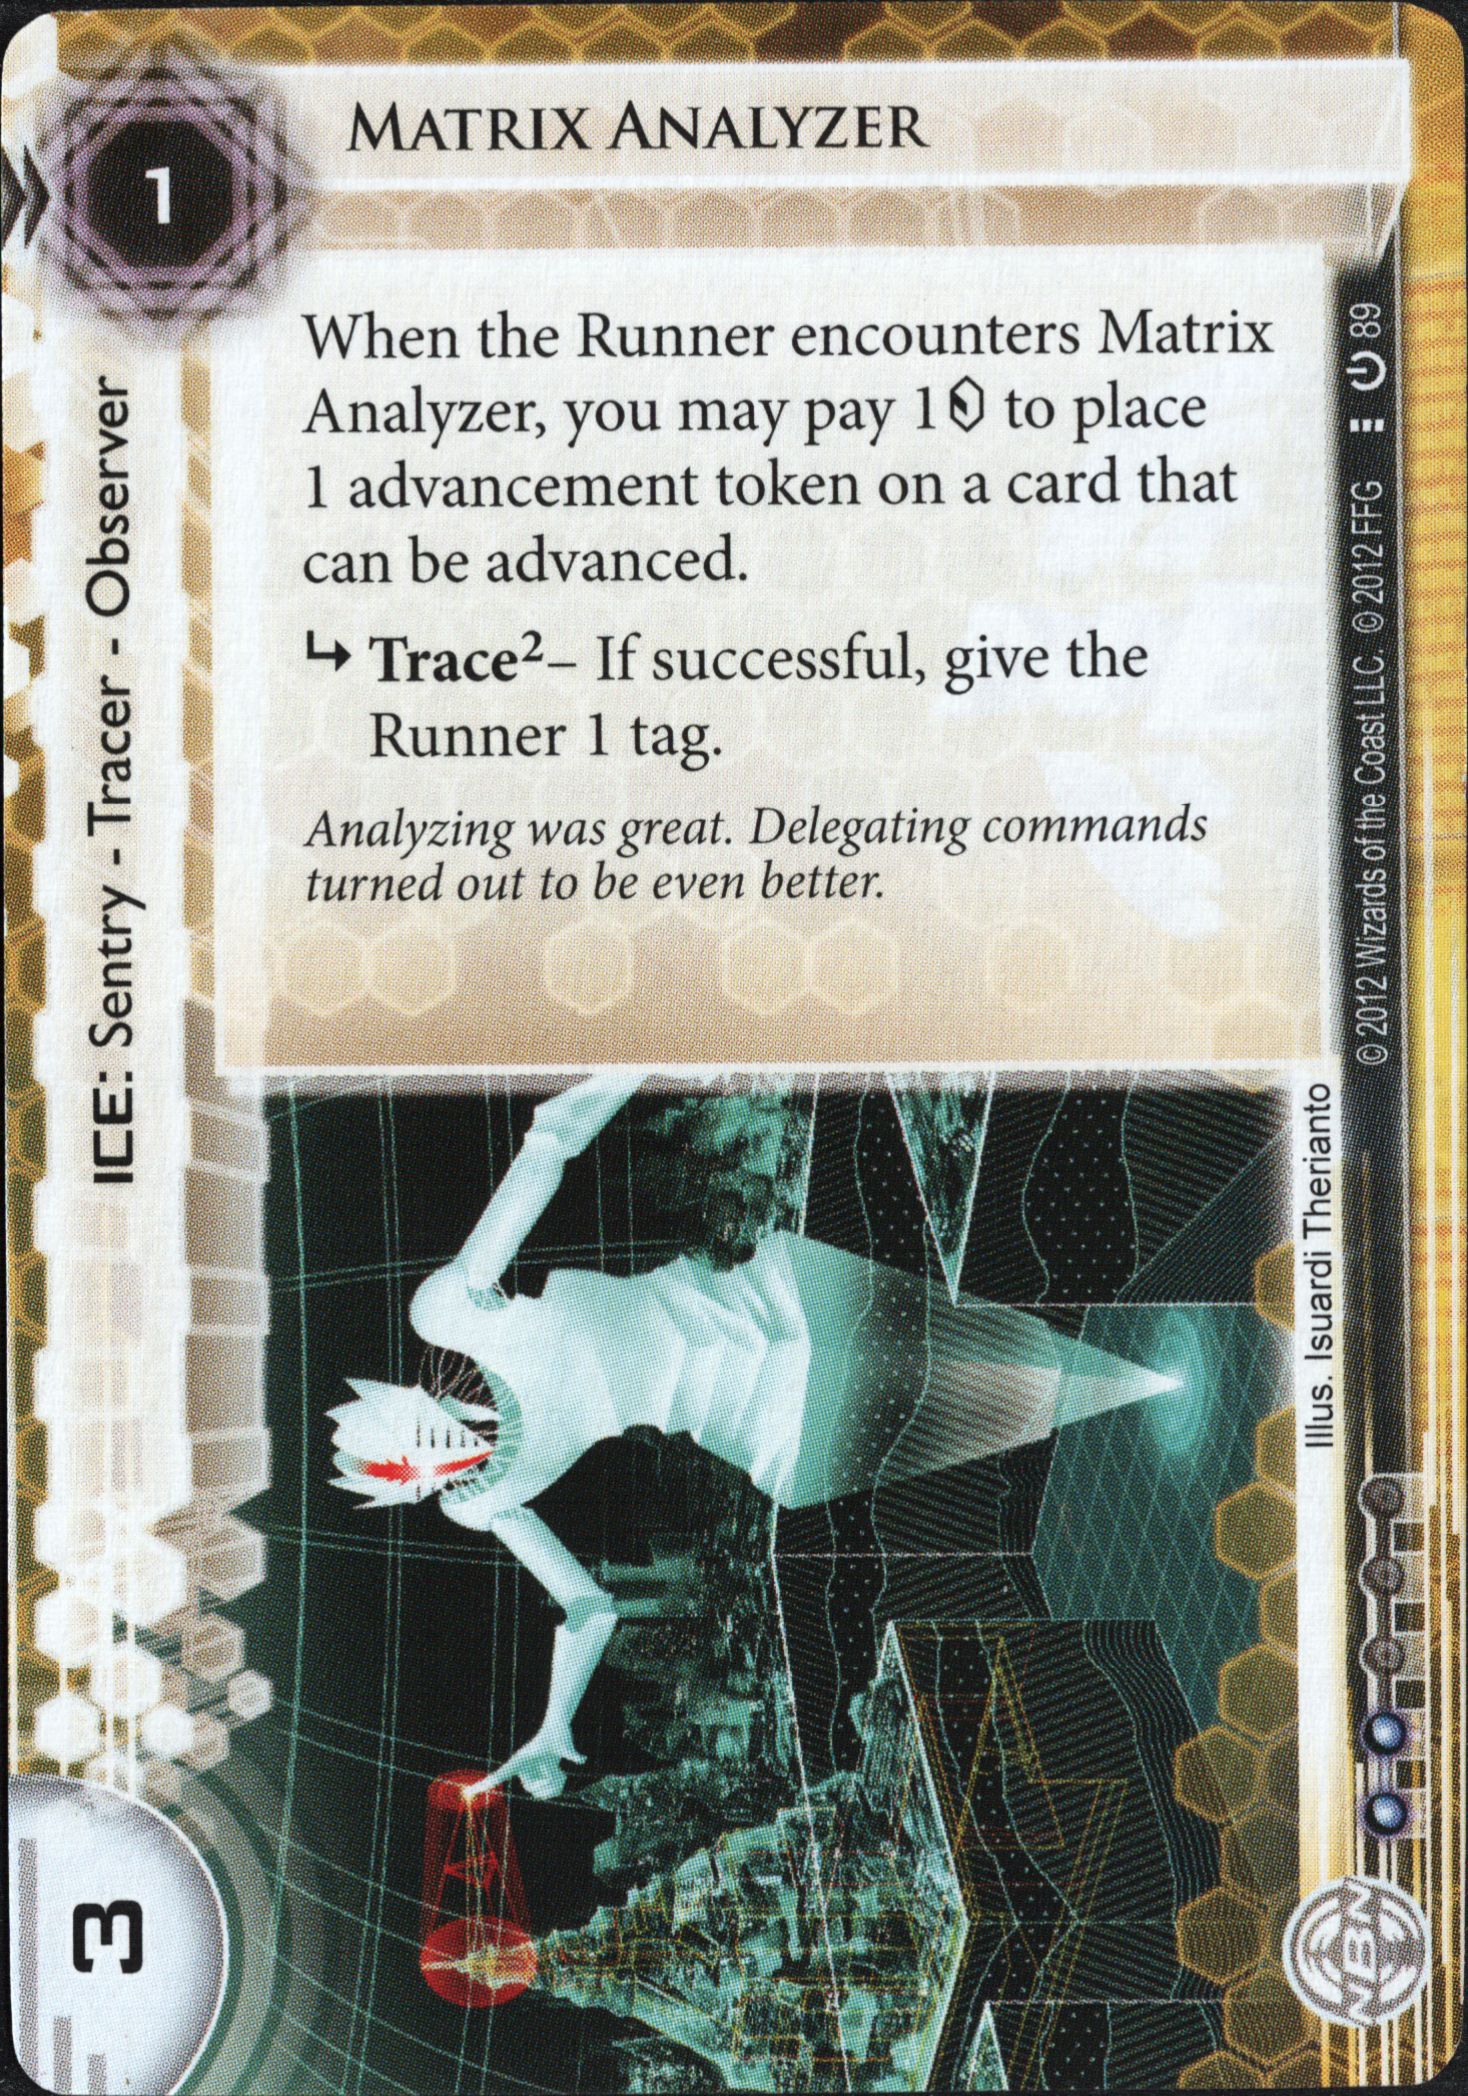 MATRIX ANALYZER
1
When the Runner encounters Matrix
Analyzer, you may pay 1 to place
1 advancement token on a card that
can be advanced.
Trace²– If successful, give the
Runner 1 tag.
Analyzing was great. Delegating commands
turned out to be even better.
ICE: Sentry - Tracer - Observer
3
Illus. Isuardi Therianto
© 2012 Wizards of the Coast LLC. © 2012 FFG 89
NBN